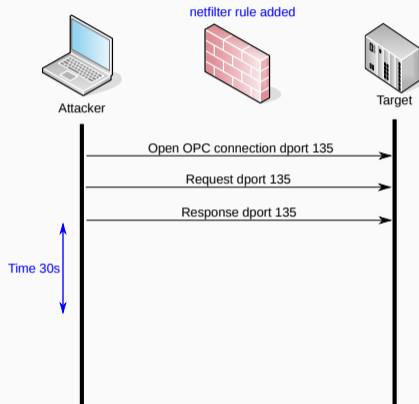 netfilter rule added
Attacker
Target
Open OPC connection dport 135
Request dport 135
Response dport 135
Time 30s